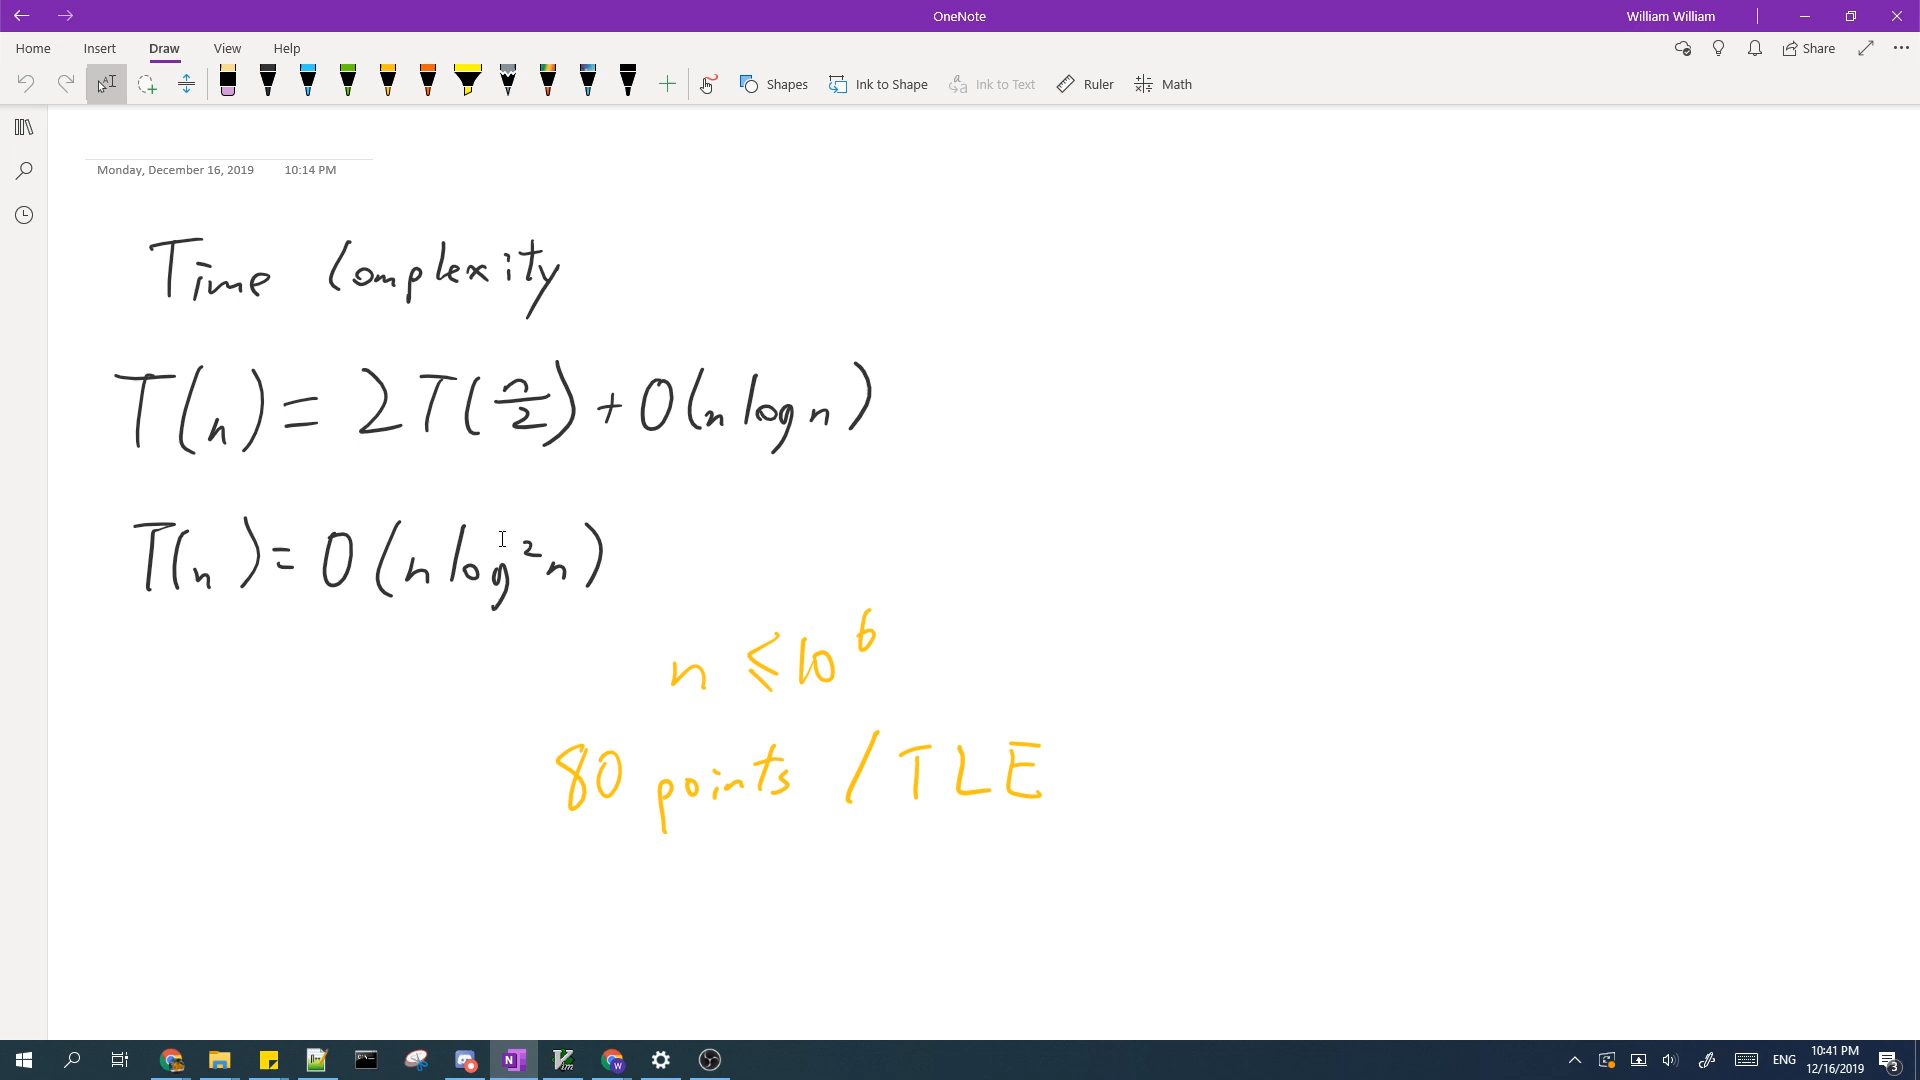 OneNote
William William
Home Insert Draw View Help
Share
Shapes Ink to Shape Ink to Text Ruler Math
Monday, December 16, 2019 10:14 PM
Time Complexity
T(n) = 2T(n/2) + O(n log n)
T(n) = O(n log²n)
n ≤ 10⁶
80 points / TLE
ENG
10:41 PM
12/16/2019
3